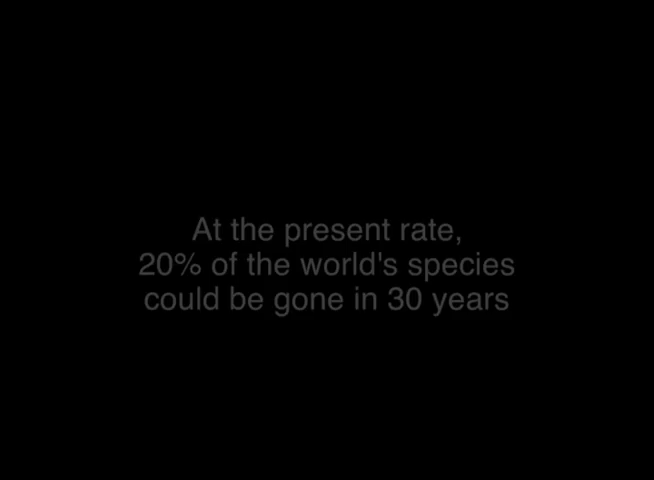 At the present rate,
20% of the world's species
could be gone in 30 years